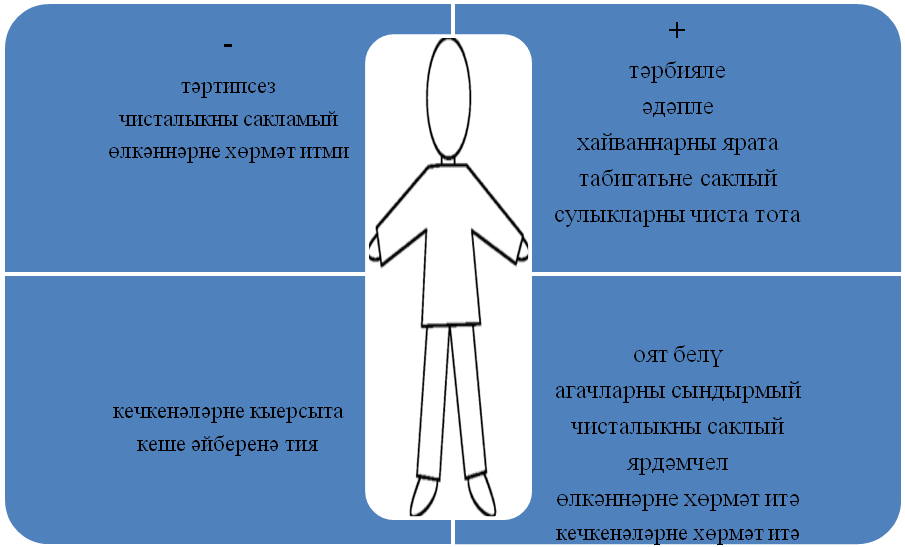 -
тәртипсез
чисталыкны сакламый
өлкәннәрне хөрмәт итми
+
тәрбияле
әдәпле
хайваннарны ярата
табигатьне саклый
сулыкларны чиста тота
кечкенәләрне кыерсыта
кеше әйберенә тия
оят белү
агачларны сындырмый
чисталыкны саклый
ярдәмчел
өлкәннәрне хөрмәт итә
кечкенәләрне хөрмәт итә